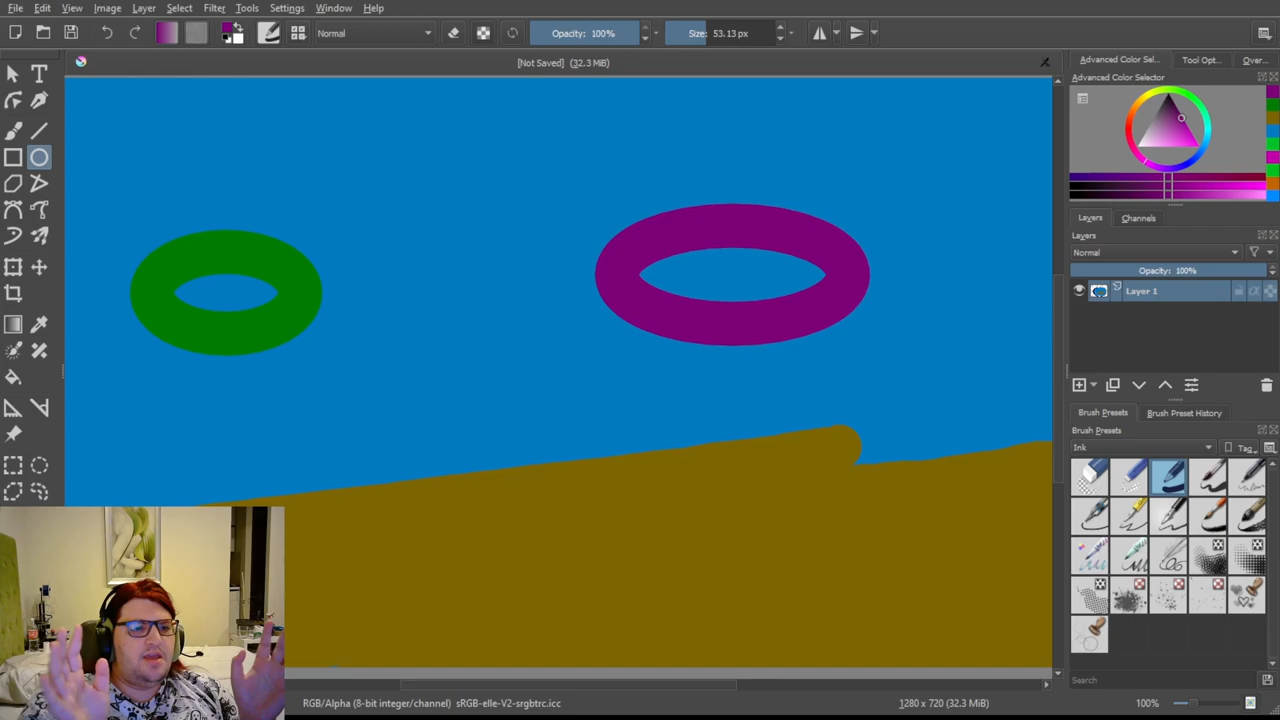 File Edit View Image Layer Select Filter Tools Settings Window Help
Normal Opacity: 100% Size: 53.13 px
[Not Saved] (32.3 MiB)
Advanced Color Sel... Tool Opt... Over...
Advanced Color Selector
Layers Channels
Layers
Normal
Opacity: 100%
Layer 1
Brush Presets Brush Preset History
Brush Presets
Ink Tag
Search
RGB/Alpha (8-bit integer/channel) sRGB-elle-V2-srgbtrc.icc 1280 x 720 (32.3 MiB) 100%